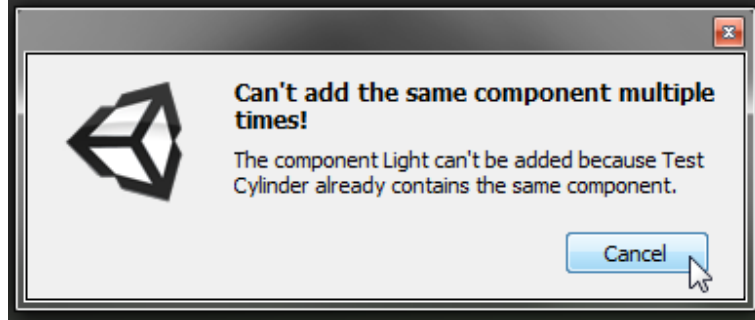 Can't add the same component multiple
times!
The component Light can't be added because Test
Cylinder already contains the same component.
Cancel